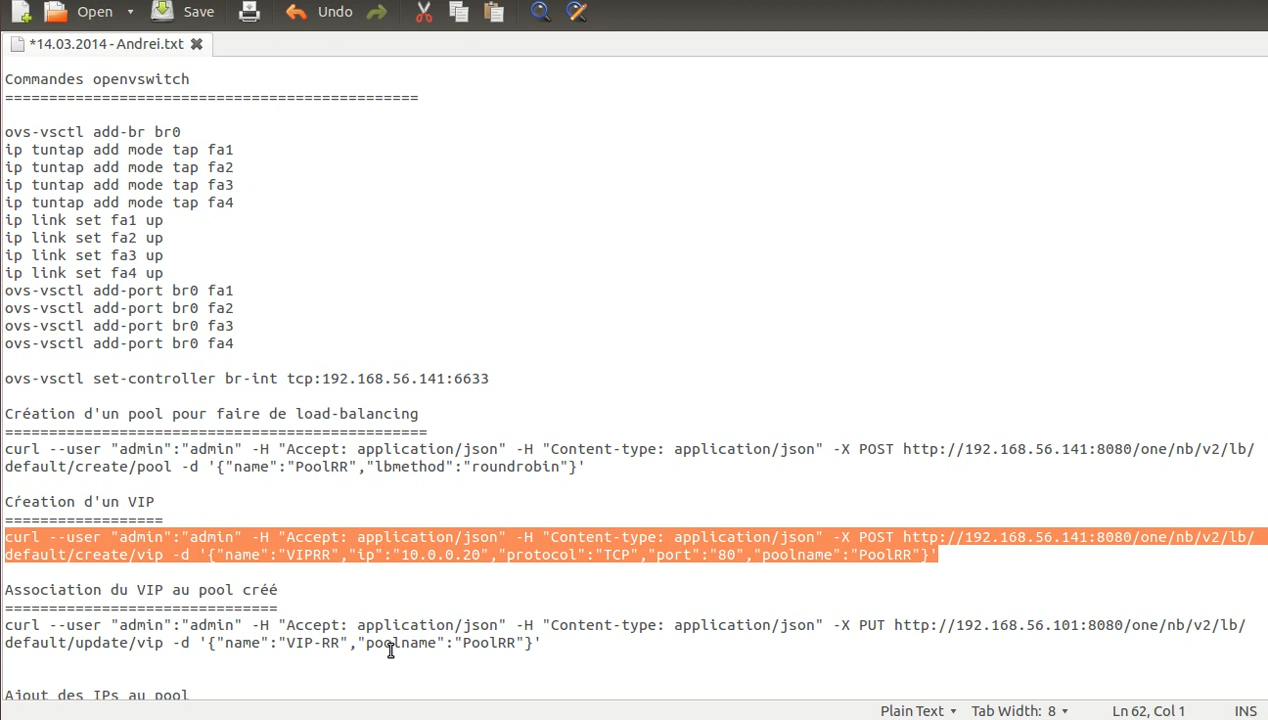 Open Save Undo
*14.03.2014 - Andrei.txt
Commandes openvswitch
===============================================
ovs-vsctl add-br br0
ip tuntap add mode tap fa1
ip tuntap add mode tap fa2
ip tuntap add mode tap fa3
ip tuntap add mode tap fa4
ip link set fa1 up
ip link set fa2 up
ip link set fa3 up
ip link set fa4 up
ovs-vsctl add-port br0 fa1
ovs-vsctl add-port br0 fa2
ovs-vsctl add-port br0 fa3
ovs-vsctl add-port br0 fa4
ovs-vsctl set-controller br-int tcp:192.168.56.141:6633
Création d'un pool pour faire de load-balancing
================================================
curl --user "admin":"admin" -H "Accept: application/json" -H "Content-type: application/json" -X POST http://192.168.56.141:8080/one/nb/v2/lb/
default/create/pool -d '{"name":"PoolRR","lbmethod":"roundrobin"}'
Création d'un VIP
==================
curl --user "admin":"admin" -H "Accept: application/json" -H "Content-type: application/json" -X POST http://192.168.56.141:8080/one/nb/v2/lb/
default/create/vip -d '{"name":"VIPRR","ip":"10.0.0.20","protocol":"TCP","port":"80","poolname":"PoolRR"}'
Association du VIP au pool créé
===============================
curl --user "admin":"admin" -H "Accept: application/json" -H "Content-type: application/json" -X PUT http://192.168.56.101:8080/one/nb/v2/lb/
default/update/vip -d '{"name":"VIP-RR","poolname":"PoolRR"}'
Ajout des IPs au pool
Plain Text Tab Width: 8 Ln 62, Col 1 INS